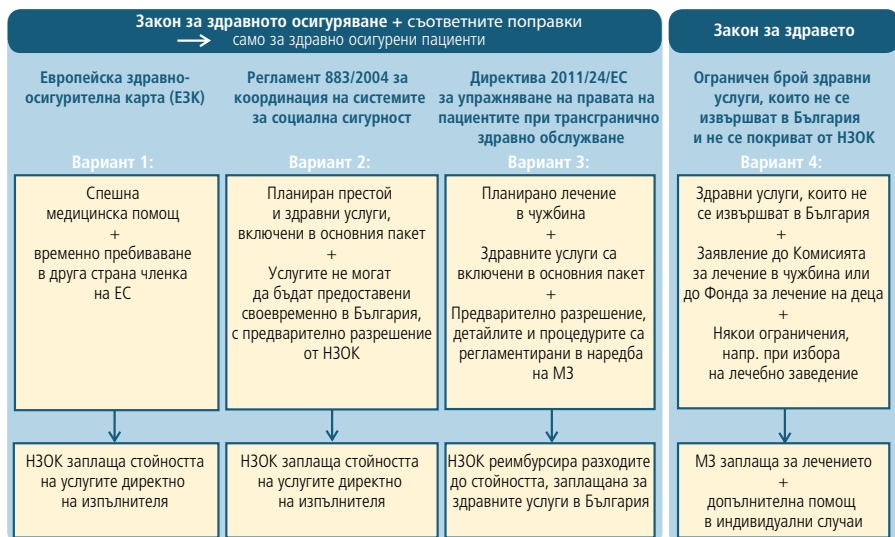 Закон за здравното осигуряване + съответните поправки
само за здравно осигурени пациенти
Закон за здравето
Европейска здравно-
осигурителна карта (ЕЗК)
Регламент 883/2004 за
координация на системите
за социална сигурност
Директива 2011/24/ЕС
за упражняване на правата на
пациентите при трансгранично
здравно обслужване
Ограничен брой здравни
услуги, които не се
извършват в България
и не се покриват от НЗОК
Вариант 1:
Спешна
медицинска помощ
+
временно пребиваване
в друга страна членка
на ЕС
НЗОК заплаща стойността
на услугите директно
на изпълнителя
Вариант 2:
Планиран престой
и здравни услуги,
включени в основния пакет
+
Услугите не могат
да бъдат предоставени
своевременно в България,
с предварително разрешение
от НЗОК
НЗОК заплаща стойността
на услугите директно
на изпълнителя
Вариант 3:
Планирано лечение
в чужбина
+
Здравните услуги са
включени в основния пакет
+
Предварително разрешение,
детайлите и процедурите са
регламентирани в наредба
на МЗ
НЗОК реимбурсира разходите
до стойността, заплащана за
здравните услуги в България
Вариант 4:
Здравни услуги, които не
се извършват в България
+
Заявление до Комисията
за лечение в чужбина или
до Фонда за лечение на деца
+
Някои ограничения,
напр. при избора
на лечебно заведение
МЗ заплаща за лечението
+
допълнителна помощ
в индивидуални случаи